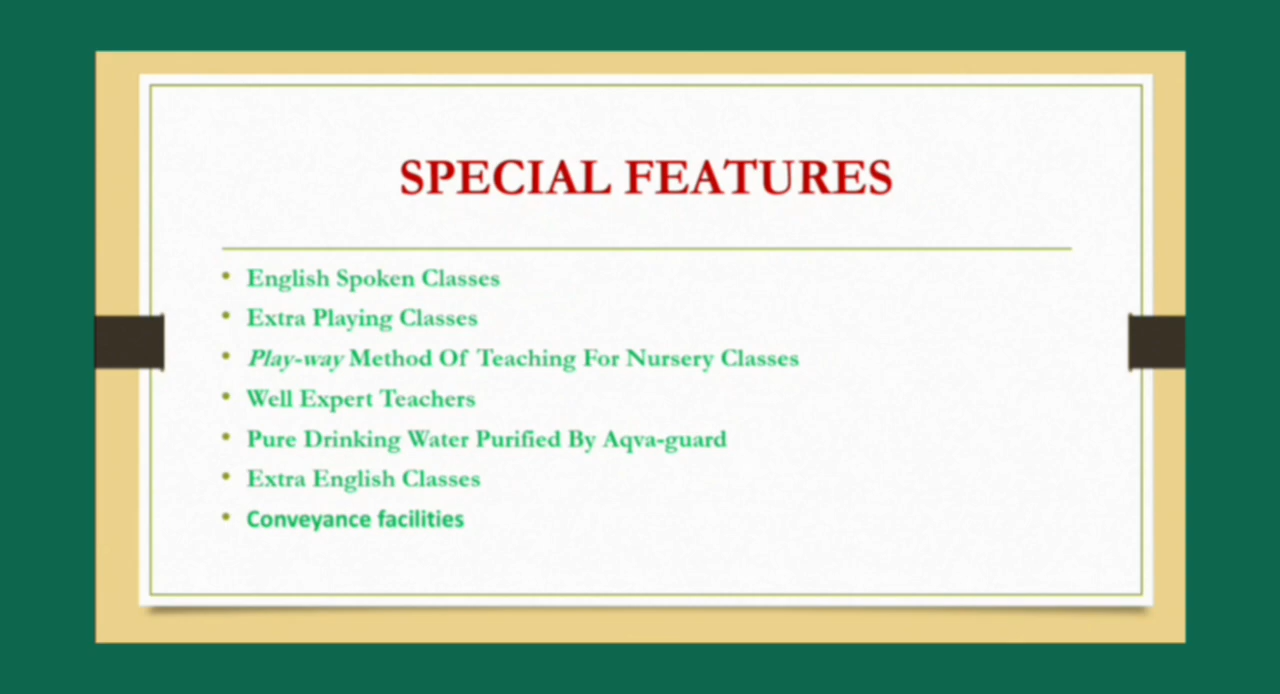 SPECIAL FEATURES
• English Spoken Classes
• Extra Playing Classes
• Play-way Method Of Teaching For Nursery Classes
• Well Expert Teachers
• Pure Drinking Water Purified By Aqva-guard
• Extra English Classes
• Conveyance facilities